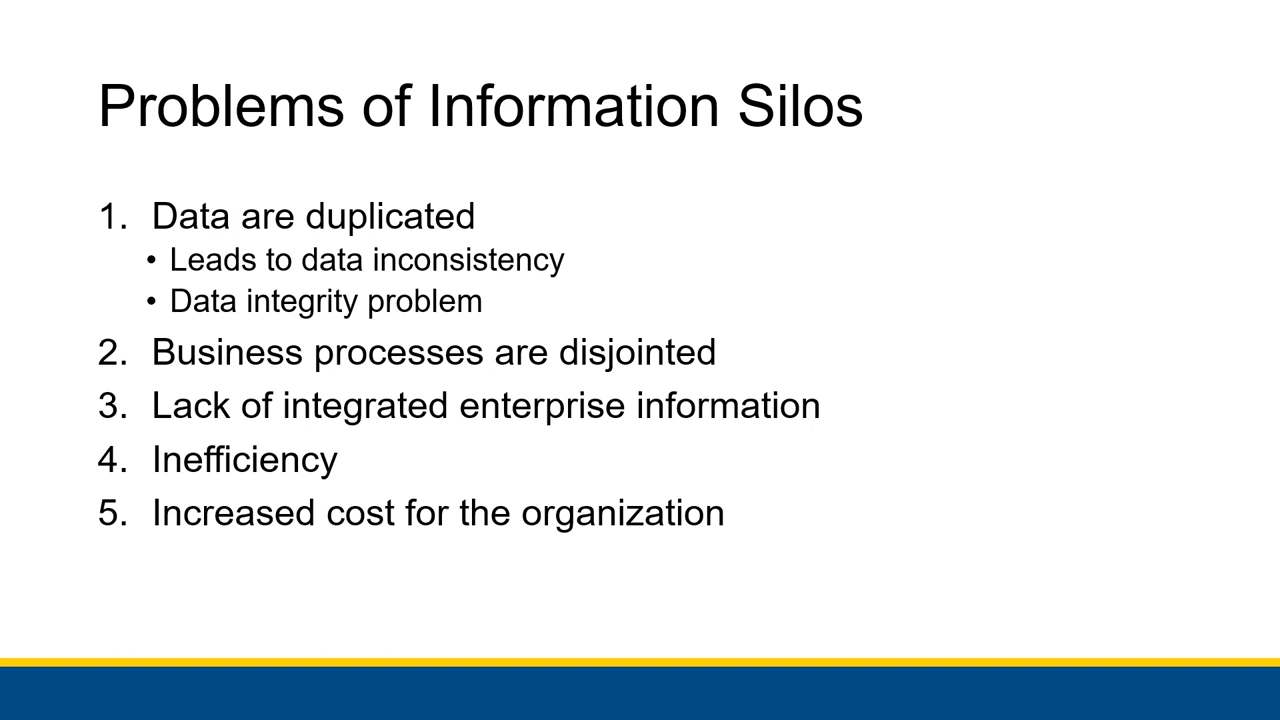 Problems of Information Silos
1. Data are duplicated
• Leads to data inconsistency
• Data integrity problem
2. Business processes are disjointed
3. Lack of integrated enterprise information
4. Inefficiency
5. Increased cost for the organization